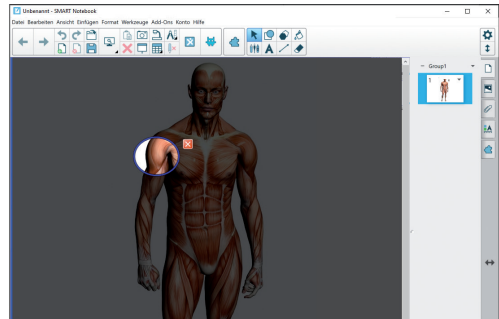 Unbenannt - SMART Notebook
Datei Bearbeiten Ansicht Einfügen Format Werkzeuge Add-Ons Konto Hilfe
Group1
1